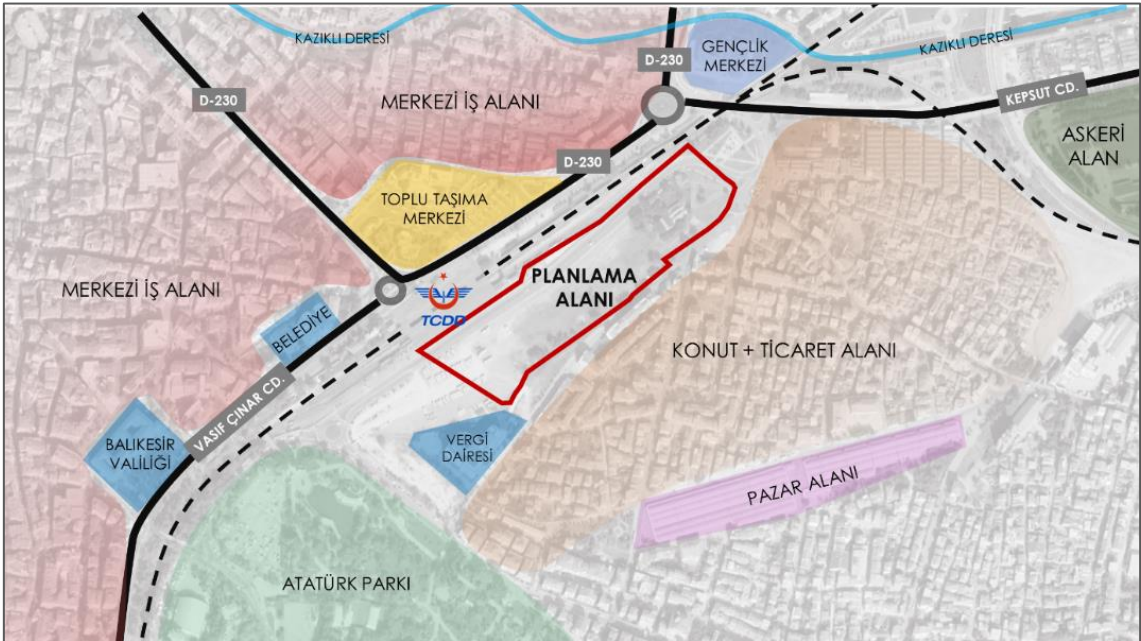 KAZIKLI DERESİ
GENÇLİK
MERKEZİ
KAZIKLI DERESİ
D-230
D-230
MERKEZİ İŞ ALANI
KEPSUT CD.
ASKERİ
ALAN
D-230
TOPLU TAŞIMA
MERKEZİ
PLANLAMA
ALANI
MERKEZİ İŞ ALANI
TCDD
BELEDİYE
KONUT + TİCARET ALANI
VASIF ÇINAR CD.
BALIKESİR
VALİLİĞİ
VERGİ
DAİRESİ
PAZAR ALANI
ATATÜRK PARKI